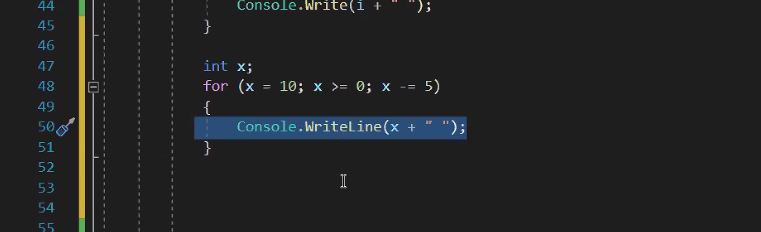 44 Console.Write(i + " ");
45 }
46
47 int x;
48 for (x = 10; x >= 0; x -= 5)
49 {
50 Console.WriteLine(x + " ");
51 }
52
53
54
55